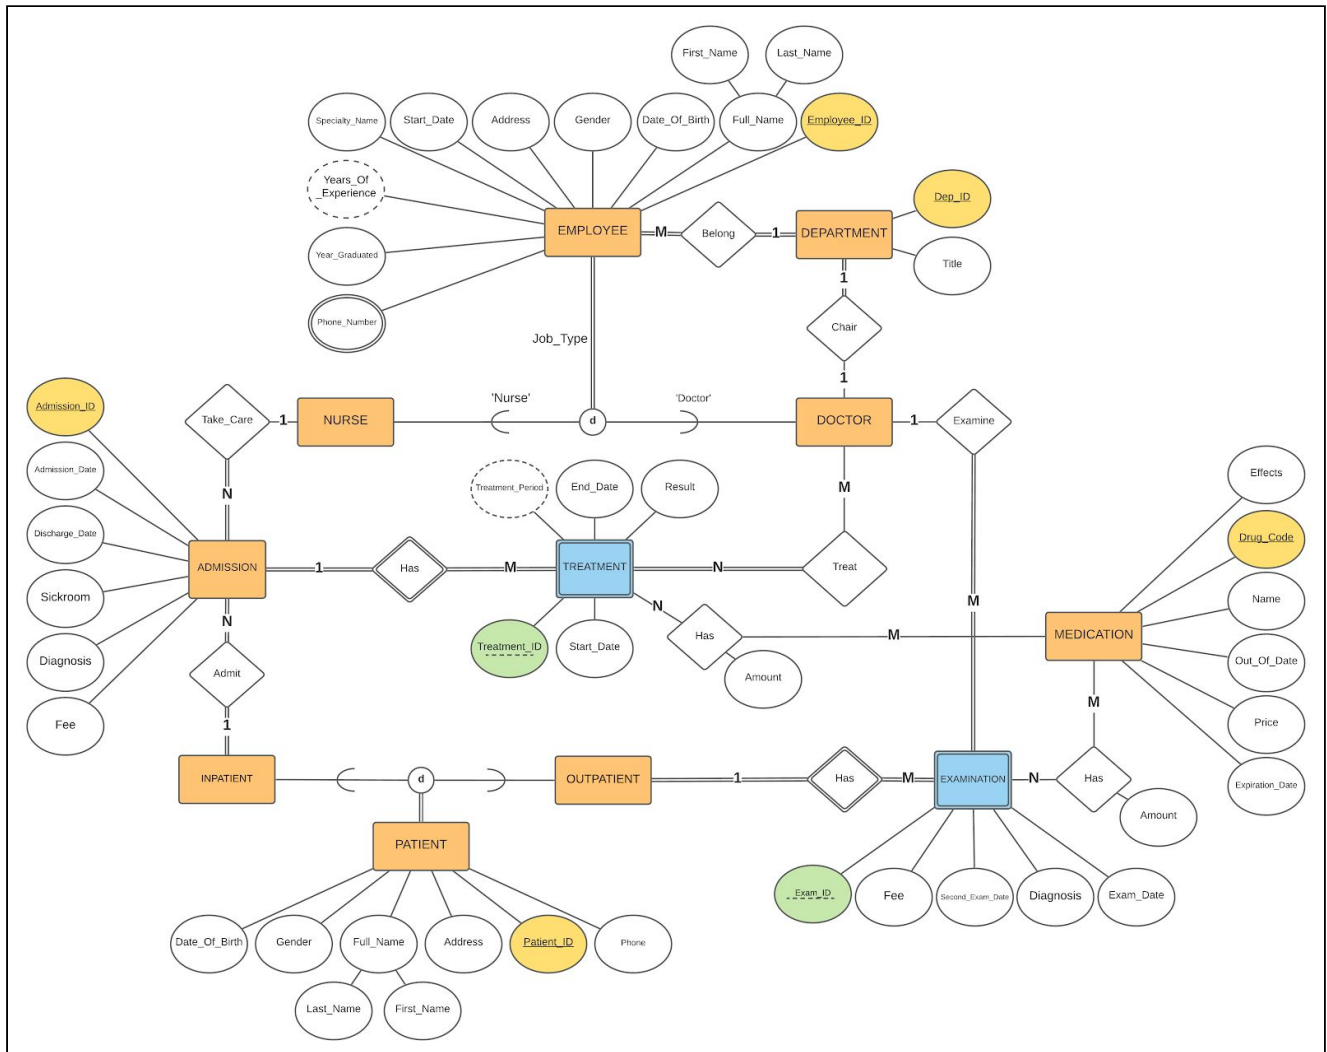 First_Name
Last_Name
Specialty_Name
Start_Date
Address
Gender
Date_Of_Birth
Full_Name
Employee_ID
Years_Of
_Experience
Dep_ID
EMPLOYEE
M
Belong
1
DEPARTMENT
Year_Graduated
Title
1
Phone_Number
Chair
Job_Type
1
Admission_ID
'Nurse'
'Doctor'
Take_Care
1
NURSE
d
DOCTOR
1
Examine
Admission_Date
Effects
N
Treatment_Period
End_Date
Result
M
Discharge_Date
Drug_Code
ADMISSION
1
Has
M
TREATMENT
N
Treat
Sickroom
N
M
Name
N
Has
M
MEDICATION
Treatment_ID
Start_Date
Diagnosis
Out_Of_Date
Admit
Amount
Fee
1
M
Price
INPATIENT
d
OUTPATIENT
1
Has
M
EXAMINATION
N
Has
Expiration_Date
Amount
PATIENT
Exam_ID
Fee
Second_Exam_Date
Diagnosis
Exam_Date
Date_Of_Birth
Gender
Full_Name
Address
Patient_ID
Phone
Last_Name
First_Name